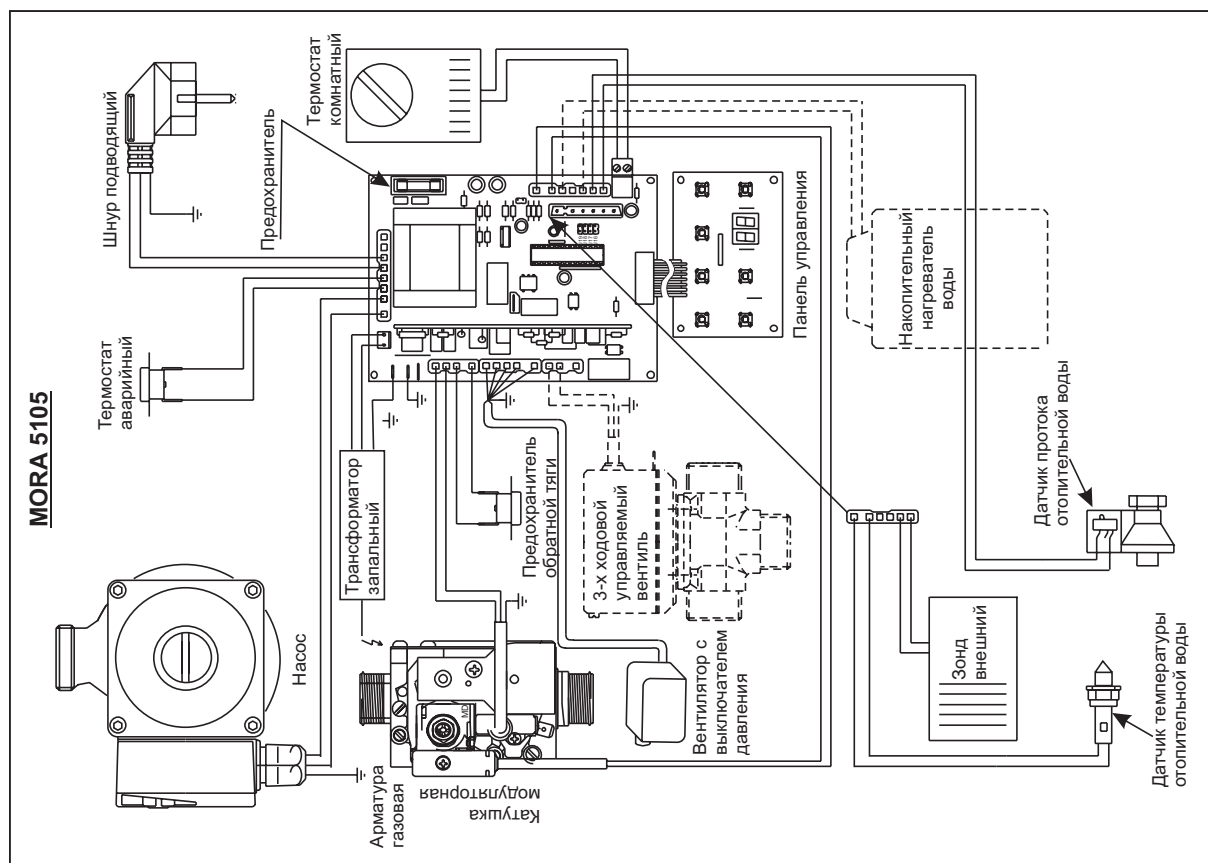 MORA 5105
Шнур подводящий
Предохранитель
Термостат
комнатный
Термостат
аварийный
Трансформатор
запальный
Насос
Предохранитель
обратной тяги
3-х ходовой
управляемый
вентиль
Панель управления
Накопительный
нагреватель
воды
Арматура
газовая
Катушка
модуляторная
Вентилятор с
выключателем
давления
Зонд
внешний
Датчик протока
отопительной воды
Датчик температуры
отопительной воды